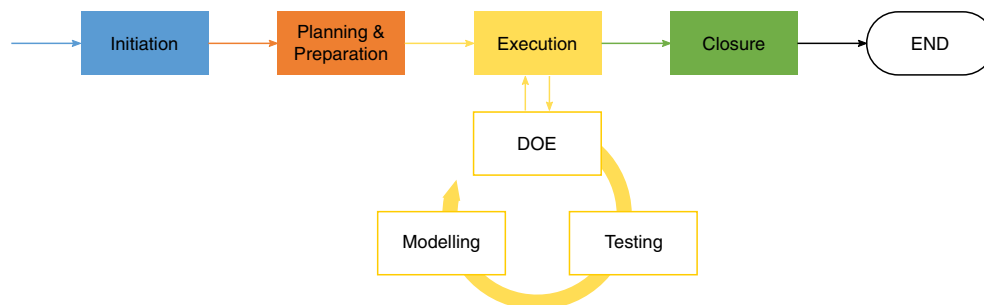 Initiation
Planning &
Preparation
Execution
Closure
END
DOE
Modelling
Testing